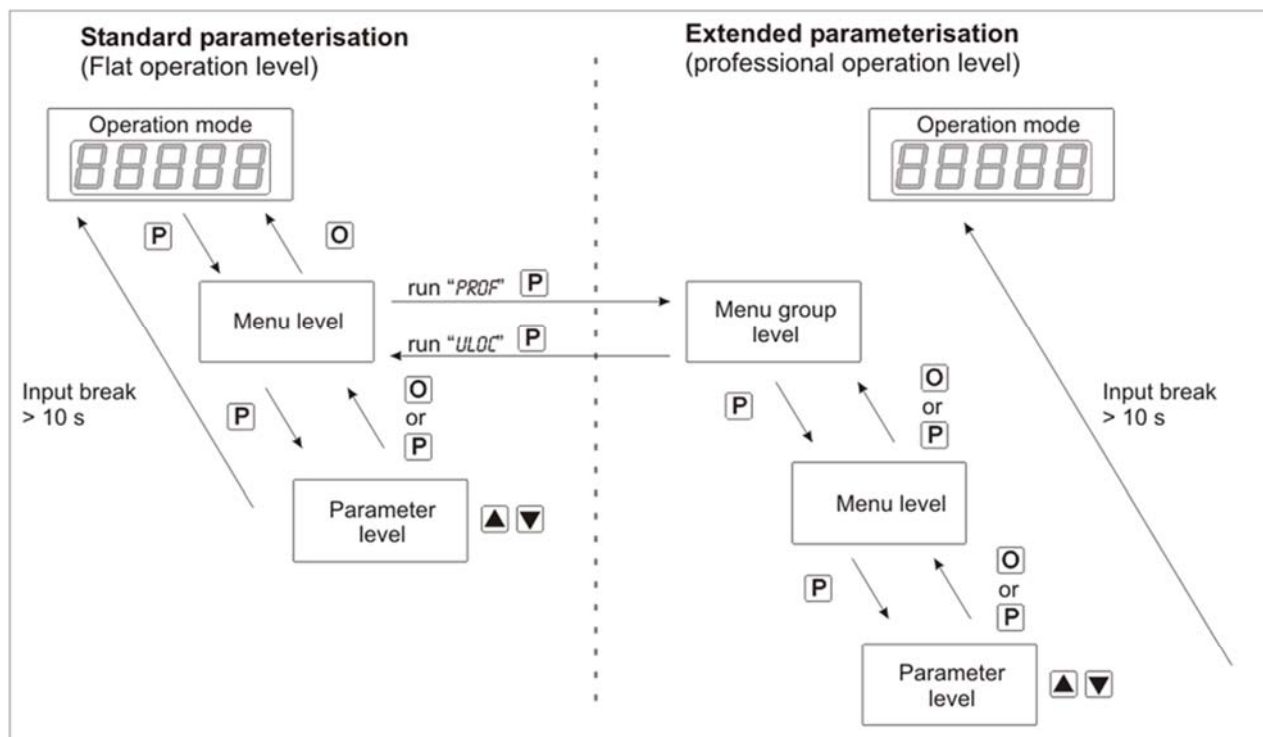 Standard parameterisation
(Flat operation level)
Operation mode
88888
P
O
Menu level
run "PROF" P
run "ULOC" P
Input break
> 10 s
P
O
or
P
Parameter
level
▲ ▼
Extended parameterisation
(professional operation level)
Operation mode
88888
Menu group
level
P
O
or
P
Input break
> 10 s
Menu level
P
O
or
P
Parameter
level
▲ ▼